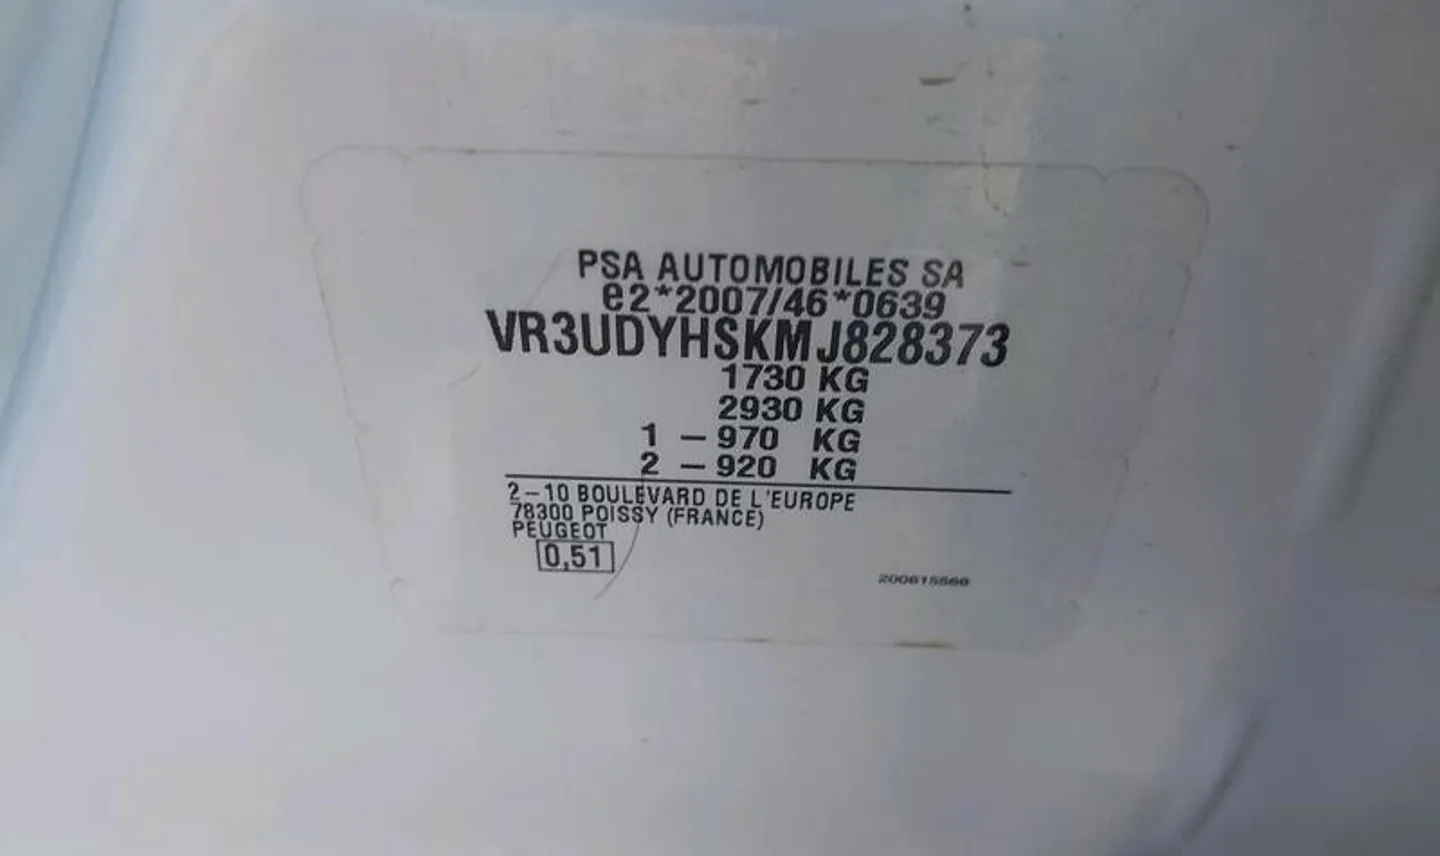 PSA AUTOMOBILES SA
e2*2007/46*0639
VR3UDYHSKMJ828373
1730 KG
2930 KG
1 – 970 KG
2 – 920 KG
2–10 BOULEVARD DE L'EUROPE
78300 POISSY (FRANCE)
PEUGEOT
0,51